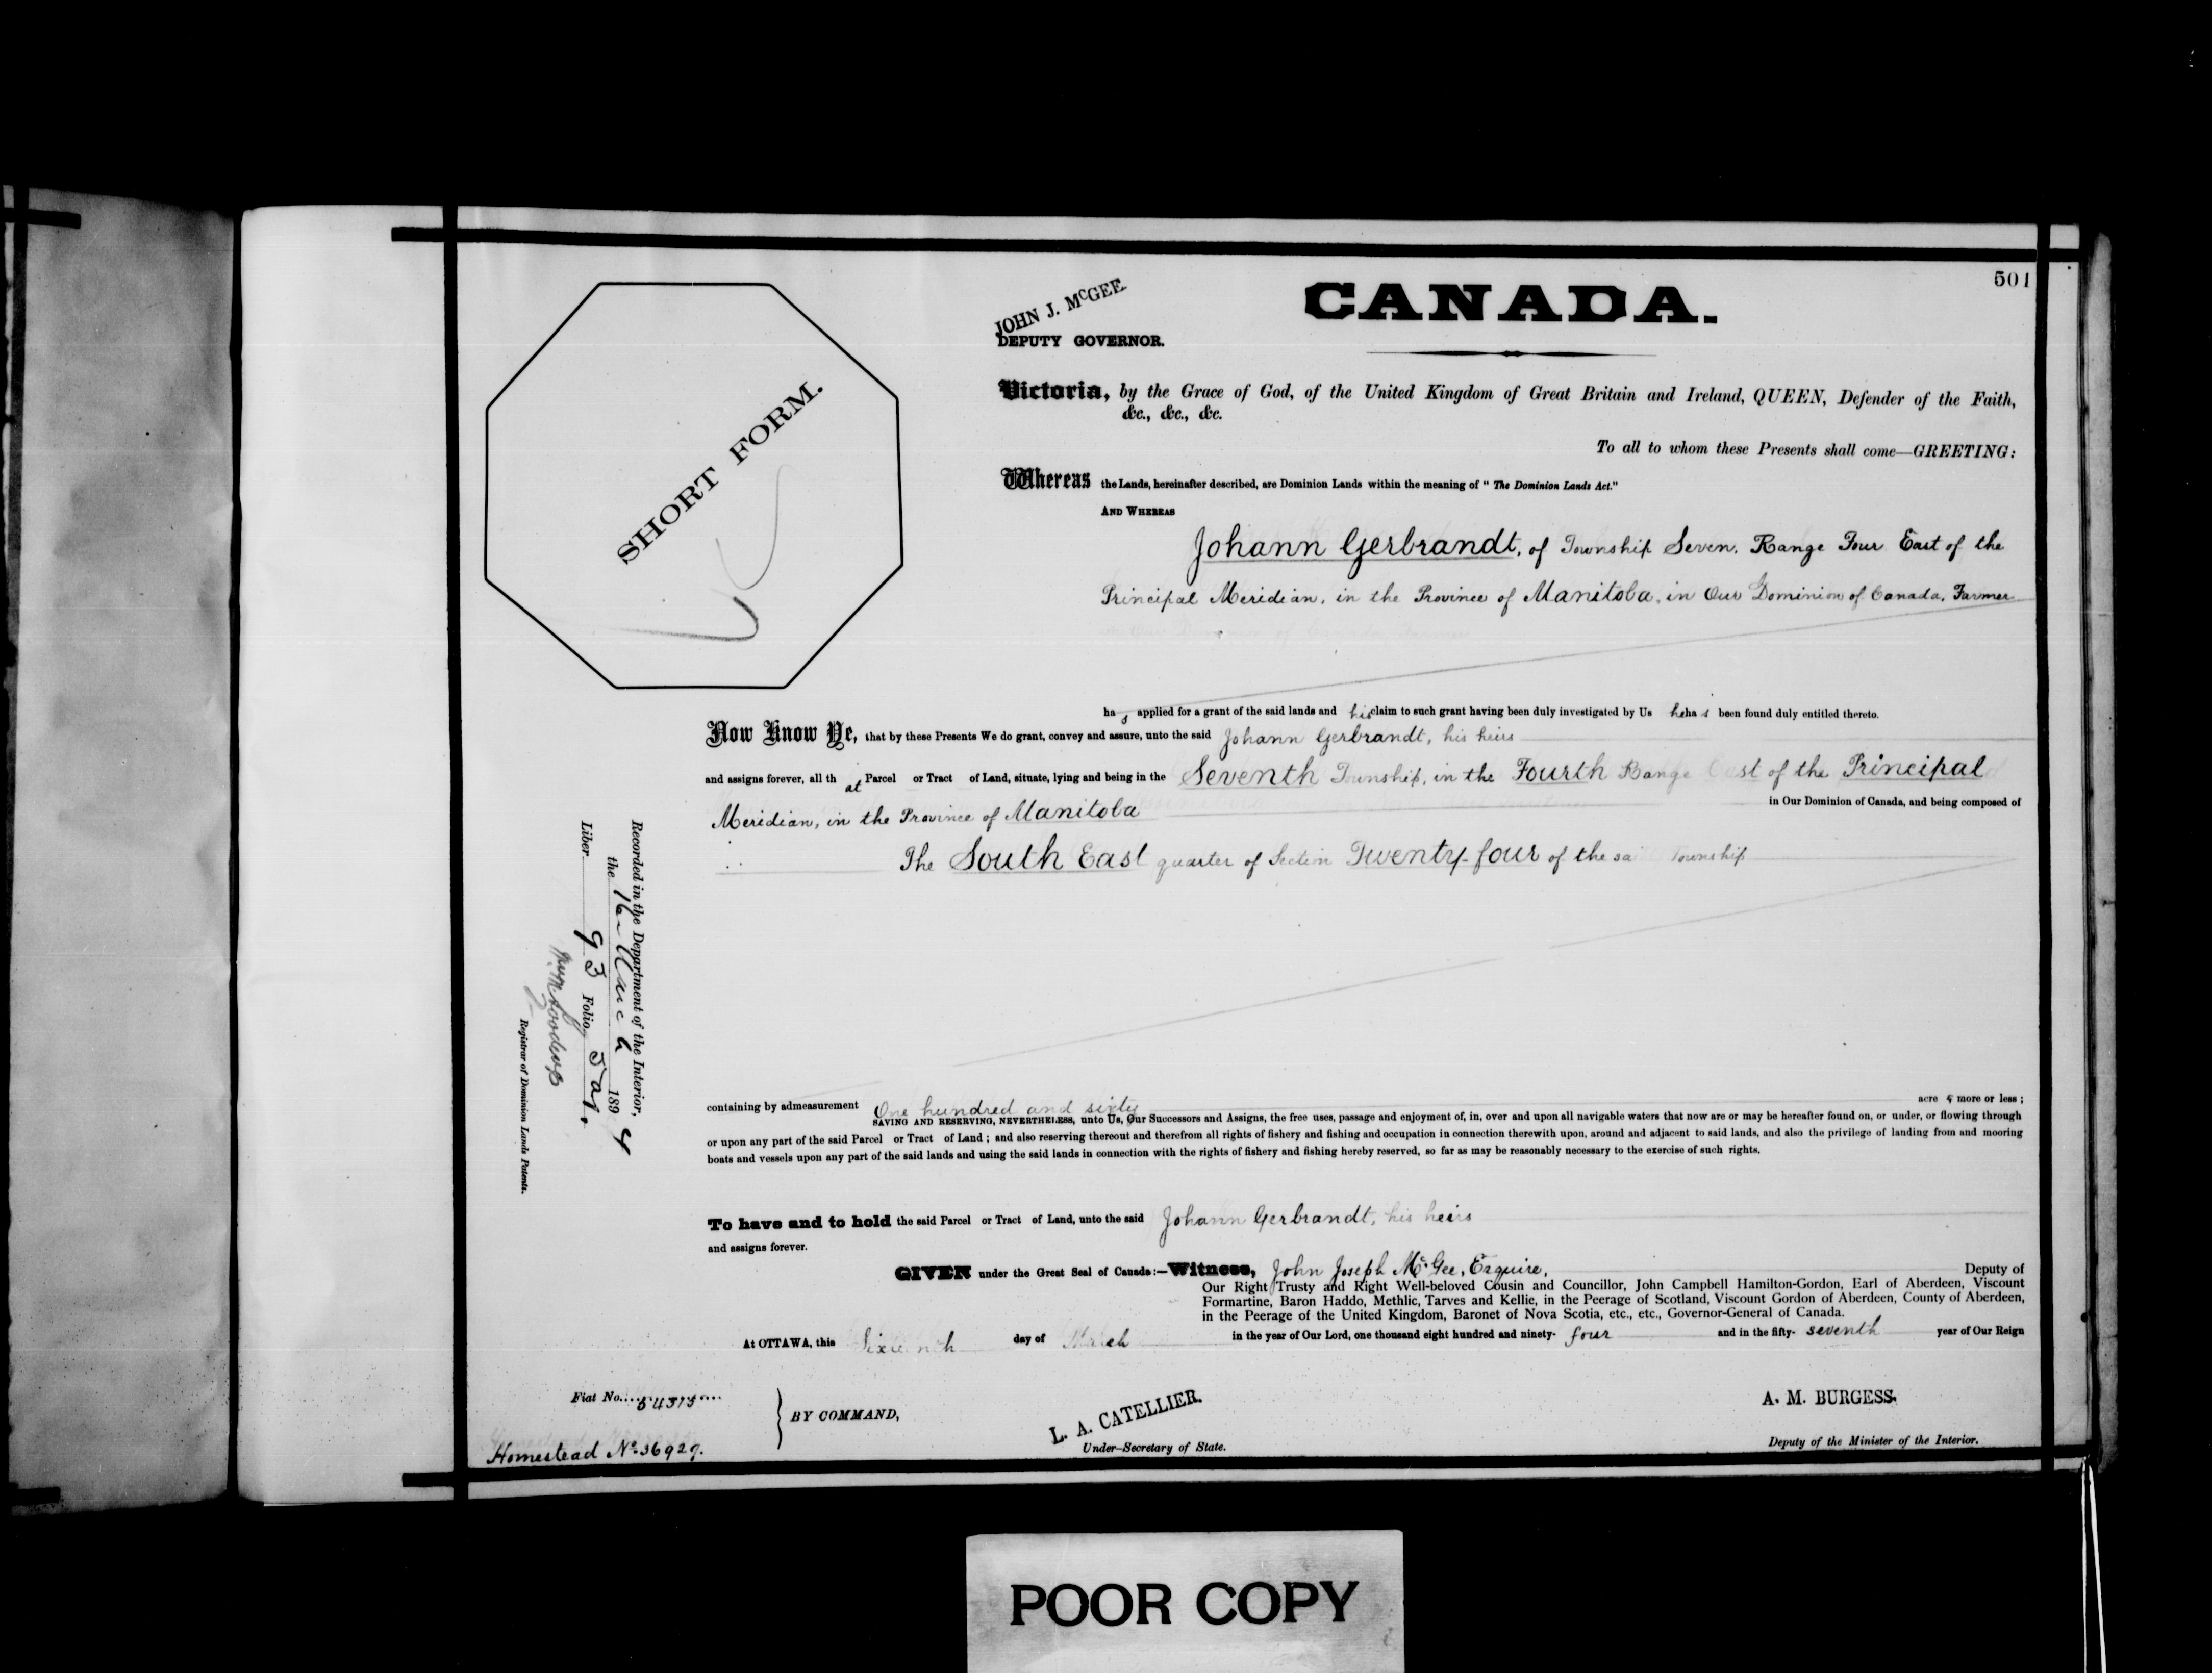 501
CANADA.
JOHN J. McGEE.
DEPUTY GOVERNOR.
SHORT FORM.
Victoria, by the Grace of God, of the United Kingdom of Great Britain and Ireland, QUEEN, Defender of the Faith,
&c., &c., &c.
To all to whom these Presents shall come—GREETING:
Whereas the Lands, hereinafter described, are Dominion Lands within the meaning of "The Dominion Lands Act."
AND WHEREAS
Johann Gerbrandt, of Township Seven, Range Four East of the
Principal Meridian, in the Province of Manitoba, in Our Dominion of Canada, Farmer
has applied for a grant of the said lands and his claim to such grant having been duly investigated by Us he has been found duly entitled thereto.
Now Know Ye, that by these Presents We do grant, convey and assure, unto the said Johann Gerbrandt, his heirs
and assigns forever, all that Parcel or Tract of Land, situate, lying and being in the Seventh Township, in the Fourth Range East of the Principal
Meridian, in the Province of Manitoba in Our Dominion of Canada, and being composed of
The South East quarter of Section Twenty-four of the sa Township
containing by admeasurement One hundred and sixty acres more or less;
SAVING AND RESERVING, NEVERTHELESS, unto Us, Our Successors and Assigns, the free uses, passage and enjoyment of, in, over and upon all navigable waters that now are or may be hereafter found on, or under, or flowing through
or upon any part of the said Parcel or Tract of Land; and also reserving thereout and therefrom all rights of fishery and fishing and occupation in connection therewith upon, around and adjacent to said lands, and also the privilege of landing from and mooring
boats and vessels upon any part of the said lands and using the said lands in connection with the rights of fishery and fishing hereby reserved, so far as may be reasonably necessary to the exercise of such rights.
To have and to hold the said Parcel or Tract of Land, unto the said Johann Gerbrandt, his heirs
and assigns forever.
GIVEN under the Great Seal of Canada:—Witness, John Joseph McGee, Esquire, Deputy of
Our Right Trusty and Right Well-beloved Cousin and Councillor, John Campbell Hamilton-Gordon, Earl of Aberdeen, Viscount
Formartine, Baron Haddo, Methlic, Tarves and Kellie, in the Peerage of Scotland, Viscount Gordon of Aberdeen, County of Aberdeen,
in the Peerage of the United Kingdom, Baronet of Nova Scotia, etc., etc., Governor-General of Canada.
At OTTAWA, this Sixteenth day of March in the year of Our Lord, one thousand eight hundred and ninety-four and in the fifty-seventh year of Our Reign
Fiat No. 54375
Homestead No. 36929.
BY COMMAND,
L. A. CATELLIER.
Under-Secretary of State.
A. M. BURGESS.
Deputy of the Minister of the Interior.
Recorded in the Department of the Interior,
the 16 March 1894
Liber 93 Folio 501.
Registrar of Dominion Lands Patents.
POOR COPY